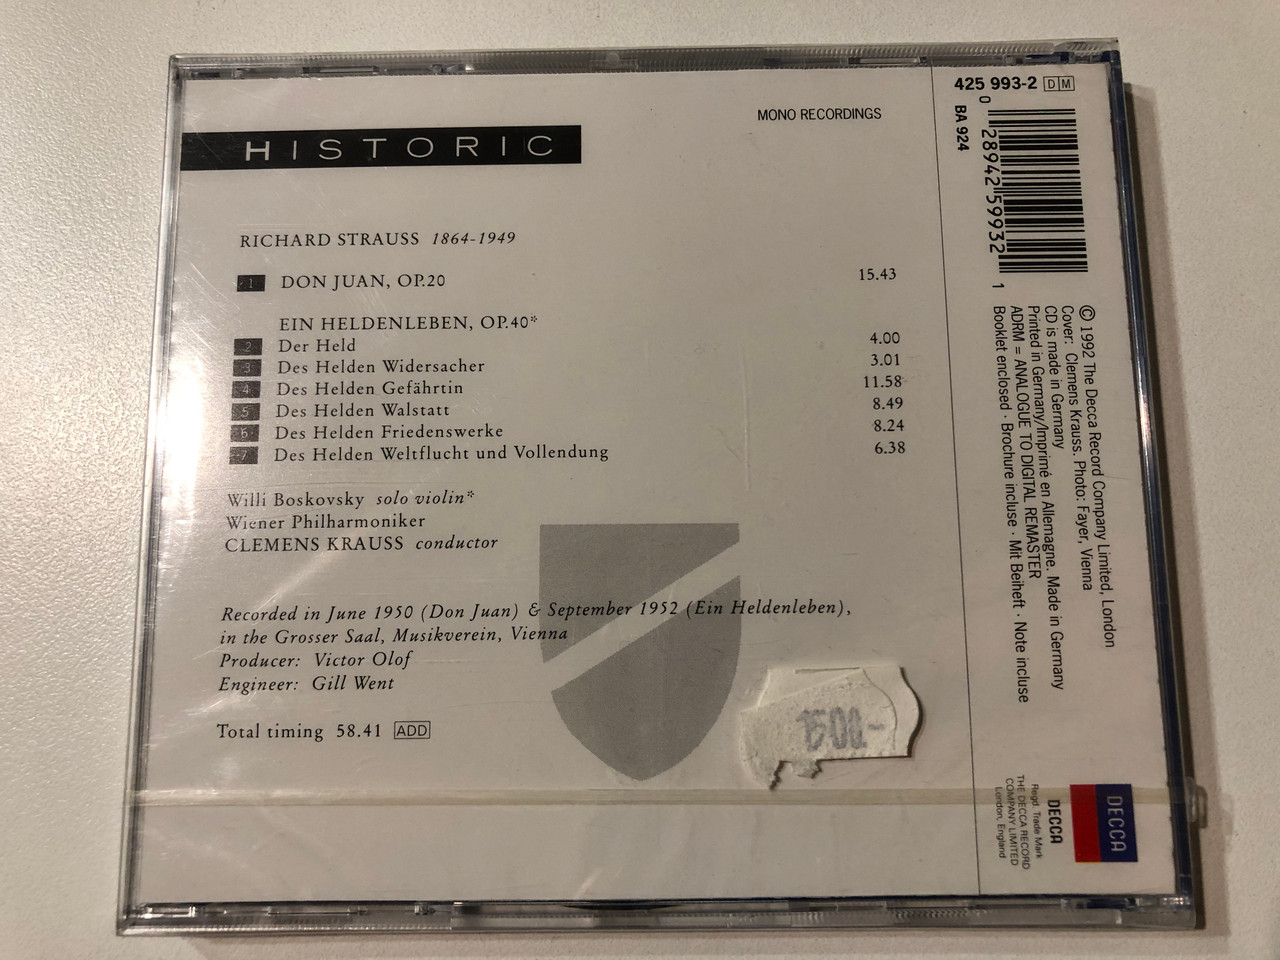 HISTORIC
MONO RECORDINGS
RICHARD STRAUSS 1864-1949
1 DON JUAN, OP.20 15.43
EIN HELDENLEBEN, OP.40*
2 Der Held 4.00
3 Des Helden Widersacher 3.01
4 Des Helden Gefährtin 11.58
5 Des Helden Walstatt 8.49
6 Des Helden Friedenswerke 8.24
7 Des Helden Weltflucht und Vollendung 6.38
Willi Boskovsky solo violin*
Wiener Philharmoniker
CLEMENS KRAUSS conductor
Recorded in June 1950 (Don Juan) & September 1952 (Ein Heldenleben),
in the Grosser Saal, Musikverein, Vienna
Producer: Victor Olof
Engineer: Gill Went
Total timing 58.41 ADD
1500,-
425 993-2 DM
BA 924
0 28942 59932 1
© 1992 The Decca Record Company Limited, London
Cover: Clemens Krauss. Photo: Fayer, Vienna
CD is made in Germany
Printed in Germany/Imprimé en Allemagne. Made in Germany
ADRM = ANALOGUE TO DIGITAL REMASTER
Booklet enclosed · Brochure incluse · Mit Beiheft · Note incluse
DECCA
DECCA
Regd. Trade Mark
THE DECCA RECORD
COMPANY LIMITED
London, England